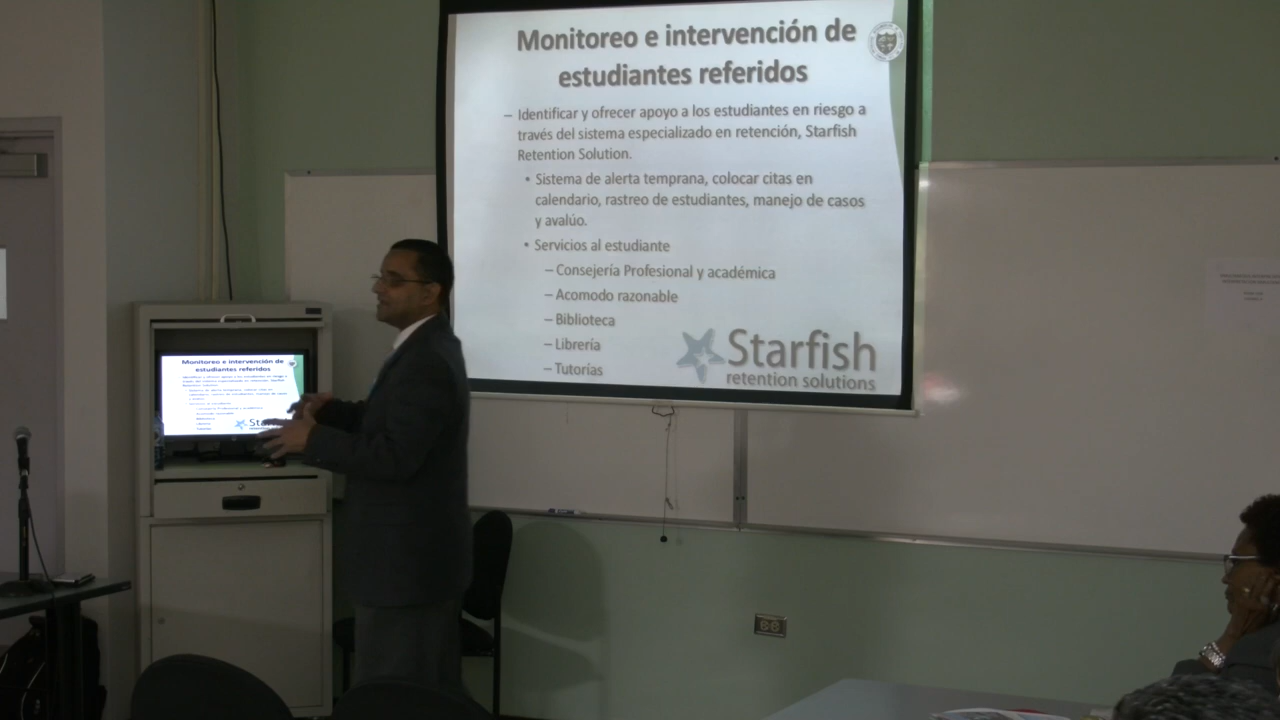 Monitoreo e intervención de
estudiantes referidos
– Identificar y ofrecer apoyo a los estudiantes en riesgo a
través del sistema especializado en retención, Starfish
Retention Solution.
• Sistema de alerta temprana, colocar citas en
calendario, rastreo de estudiantes, manejo de casos
y avalúo.
• Servicios al estudiante
– Consejería Profesional y académica
– Acomodo razonable
– Biblioteca
– Librería
– Tutorías
Starfish
retention solutions
Monitoreo e intervención de
estudiantes referidos